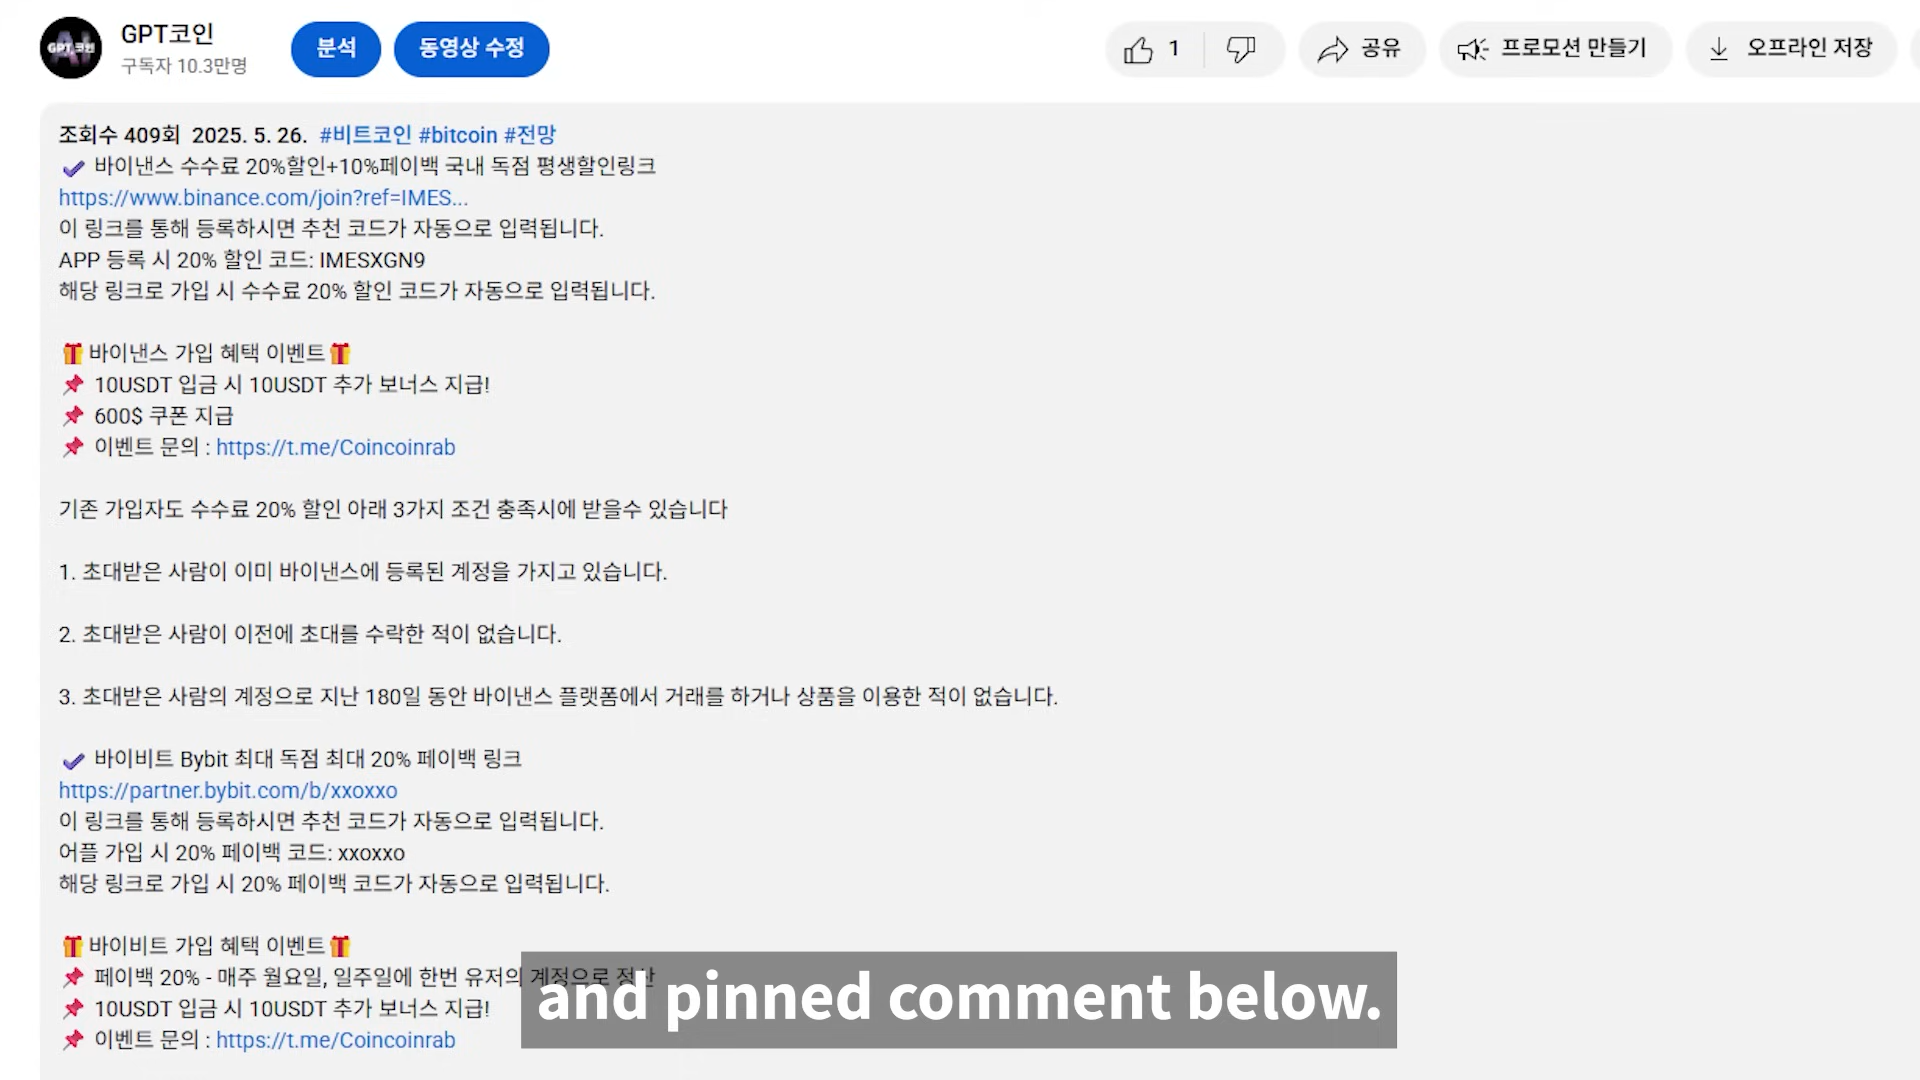 GPT코인
구독자 10.3만명
분석
동영상 수정
1
공유
프로모션 만들기
오프라인 저장
조회수 409회 2025. 5. 26. #비트코인 #bitcoin #전망
바이낸스 수수료 20%할인+10%페이백 국내 독점 평생할인링크
https://www.binance.com/join?ref=IMES...
이 링크를 통해 등록하시면 추천 코드가 자동으로 입력됩니다.
APP 등록 시 20% 할인 코드: IMESXGN9
해당 링크로 가입 시 수수료 20% 할인 코드가 자동으로 입력됩니다.
바이낸스 가입 혜택 이벤트
10USDT 입금 시 10USDT 추가 보너스 지급!
600$ 쿠폰 지급
이벤트 문의 : https://t.me/Coincoinrab
기존 가입자도 수수료 20% 할인 아래 3가지 조건 충족시에 받을수 있습니다
1. 초대받은 사람이 이미 바이낸스에 등록된 계정을 가지고 있습니다.
2. 초대받은 사람이 이전에 초대를 수락한 적이 없습니다.
3. 초대받은 사람의 계정으로 지난 180일 동안 바이낸스 플랫폼에서 거래를 하거나 상품을 이용한 적이 없습니다.
바이비트 Bybit 최대 독점 최대 20% 페이백 링크
https://partner.bybit.com/b/xxoxxo
이 링크를 통해 등록하시면 추천 코드가 자동으로 입력됩니다.
어플 가입 시 20% 페이백 코드: xxoxxo
해당 링크로 가입 시 20% 페이백 코드가 자동으로 입력됩니다.
바이비트 가입 혜택 이벤트
페이백 20% - 매주 월요일, 일주일에 한번 유저의 계정으로 정산
10USDT 입금 시 10USDT 추가 보너스 지급!
이벤트 문의 : https://t.me/Coincoinrab
and pinned comment below.